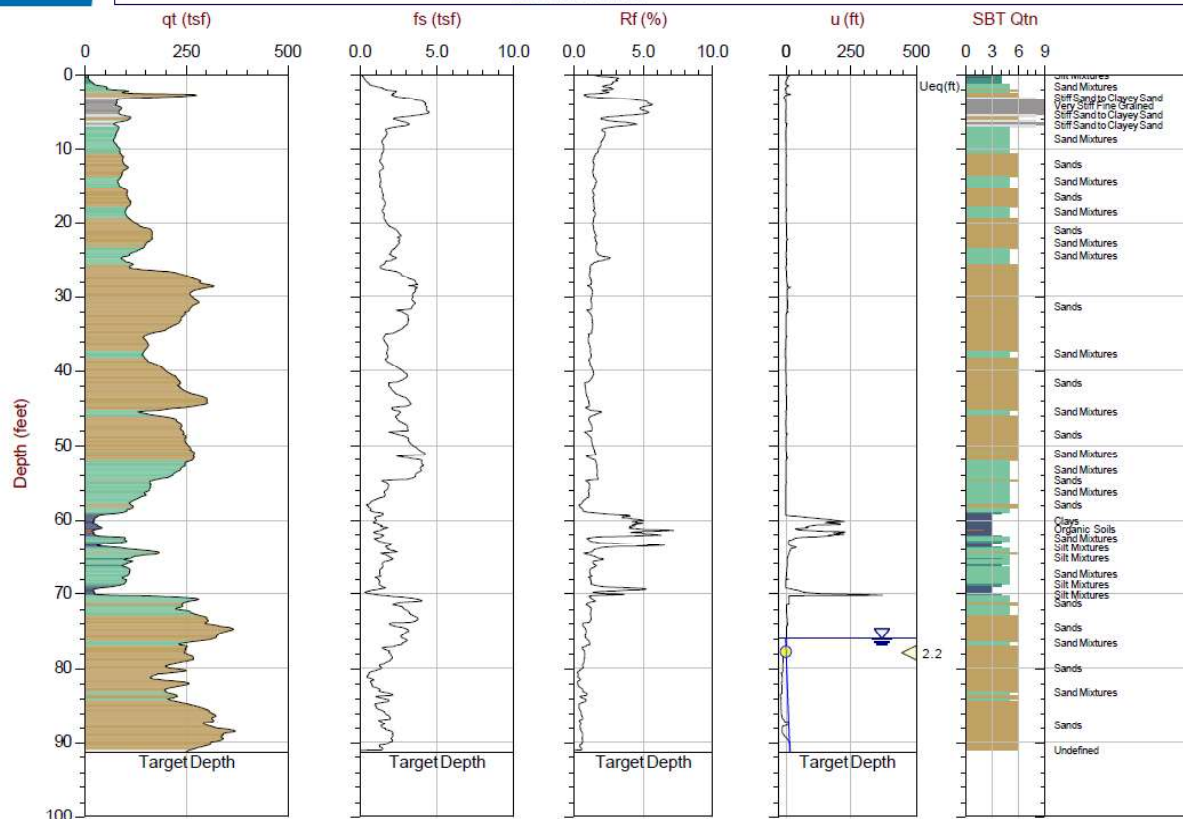 qt (tsf) fs (tsf) Rf (%) u (ft) SBT Qtn
0 250 500 0.0 5.0 10.0 0.0 5.0 10.0 0 250 500 0 3 6 9
Depth (feet)
0
10
20
30
40
50
60
70
80
90
100
Ueq(ft)
2.2
Silt Mixtures
Sand Mixtures
Stiff Sand to Clayey Sand
Very Stiff Fine Grained
Stiff Sand to Clayey Sand
Stiff Sand to Clayey Sand
Sand Mixtures
Sands
Sand Mixtures
Sands
Sand Mixtures
Sands
Sand Mixtures
Sand Mixtures
Sands
Sand Mixtures
Sands
Sand Mixtures
Sands
Sand Mixtures
Sand Mixtures
Sands
Sand Mixtures
Sands
Clays
Organic Soils
Sand Mixtures
Silt Mixtures
Silt Mixtures
Sand Mixtures
Silt Mixtures
Silt Mixtures
Sands
Sands
Sand Mixtures
Sands
Sand Mixtures
Sands
Undefined
Target Depth Target Depth Target Depth Target Depth